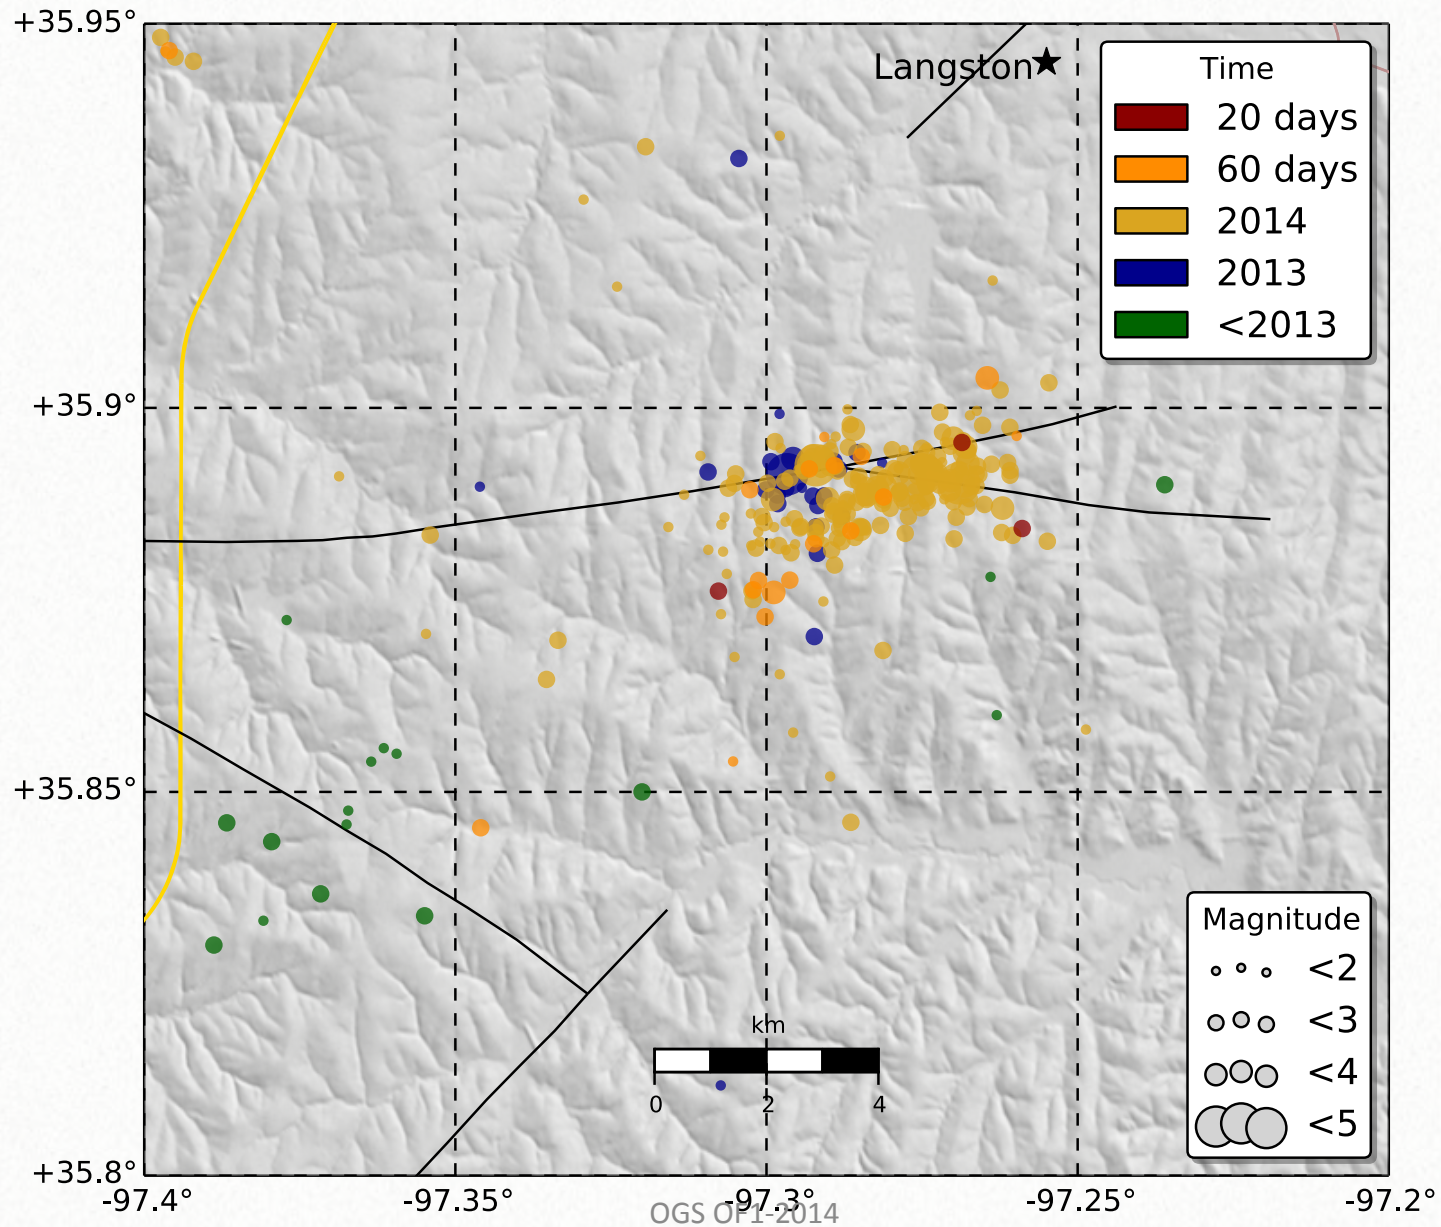 +35.95°
Langston
Time
20 days
60 days
2014
2013
<2013
+35.9°
+35.85°
Magnitude
<2
<3
<4
<5
km
0 2 4
+35.8°
-97.4° -97.35° -97.3° -97.25° -97.2°
OGS OF1-2014